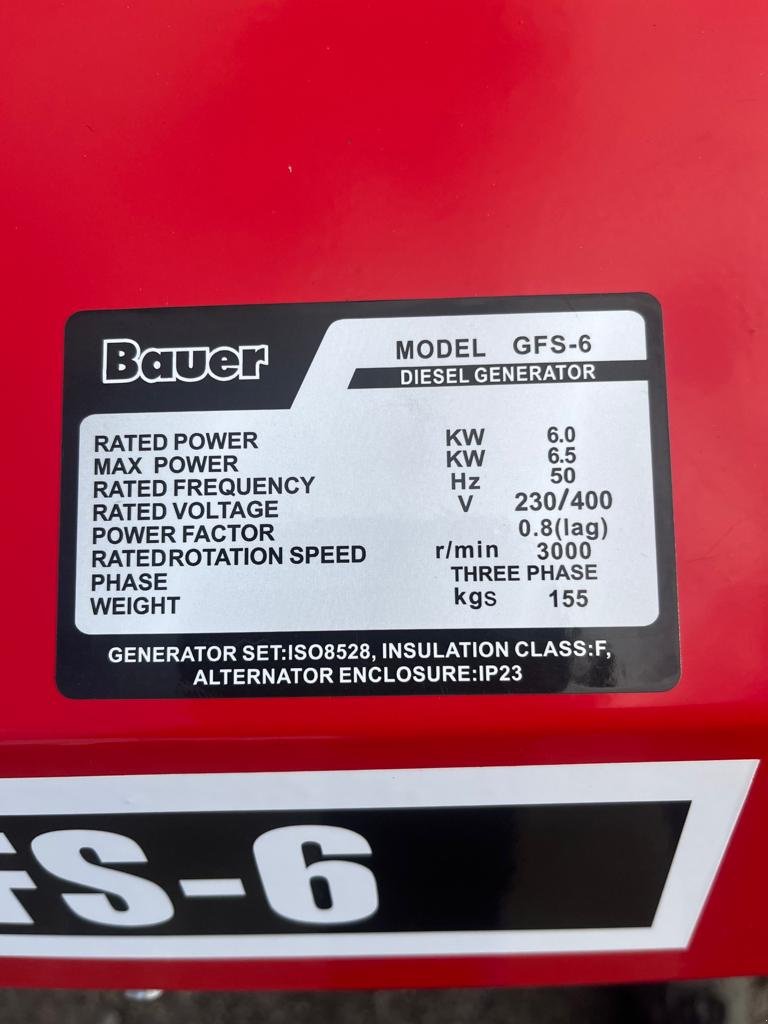 Bauer
MODEL GFS-6
DIESEL GENERATOR
RATED POWER KW 6.0
MAX POWER KW 6.5
RATED FREQUENCY Hz 50
RATED VOLTAGE V 230/400
POWER FACTOR 0.8(lag)
RATEDROTATION SPEED r/min 3000
PHASE THREE PHASE
WEIGHT kgs 155
GENERATOR SET:ISO8528, INSULATION CLASS:F,
ALTERNATOR ENCLOSURE:IP23
FS-6